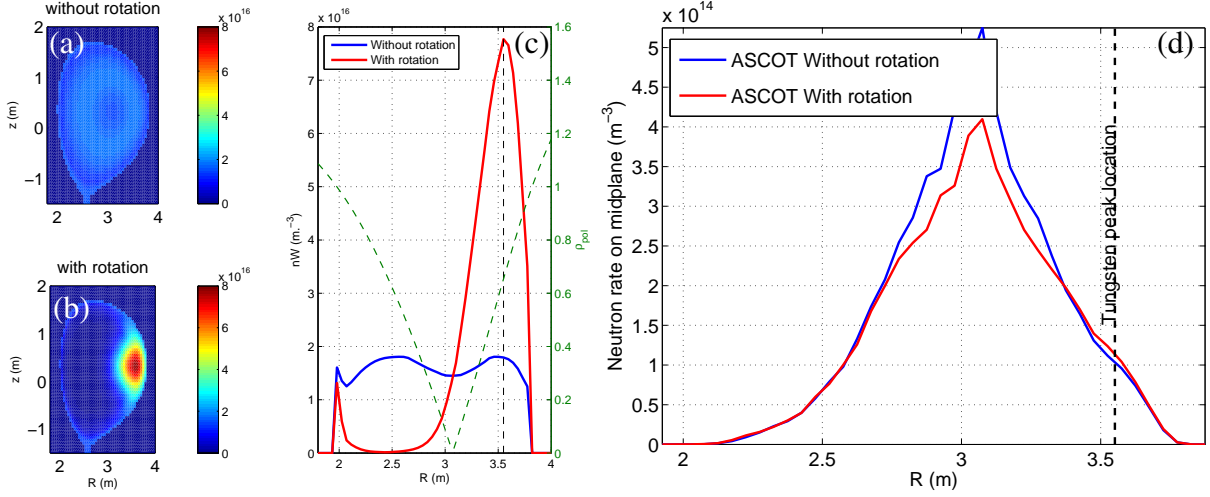 without rotation
(a)
z (m)
2
1
0
−1
2 3 4
x 10^16
8
6
4
2
0
with rotation
(b)
z (m)
2
1
0
−1
2 3 4
R (m)
x 10^16
8
6
4
2
0
x 10^16
(c)
Without rotation
With rotation
nW (m.^-3)
9
8
7
6
5
4
3
2
1
0
2 2.5 3 3.5 4
R (m)
1.6
1.4
1.2
1
0.8
0.6
0.4
0.2
0
ρpol
x 10^14
(d)
ASCOT Without rotation
ASCOT With rotation
Neutron rate on midplane (m^-3)
5
4.5
4
3.5
3
2.5
2
1.5
1
0.5
0
2 2.5 3 3.5
R (m)
Tungsten peak location